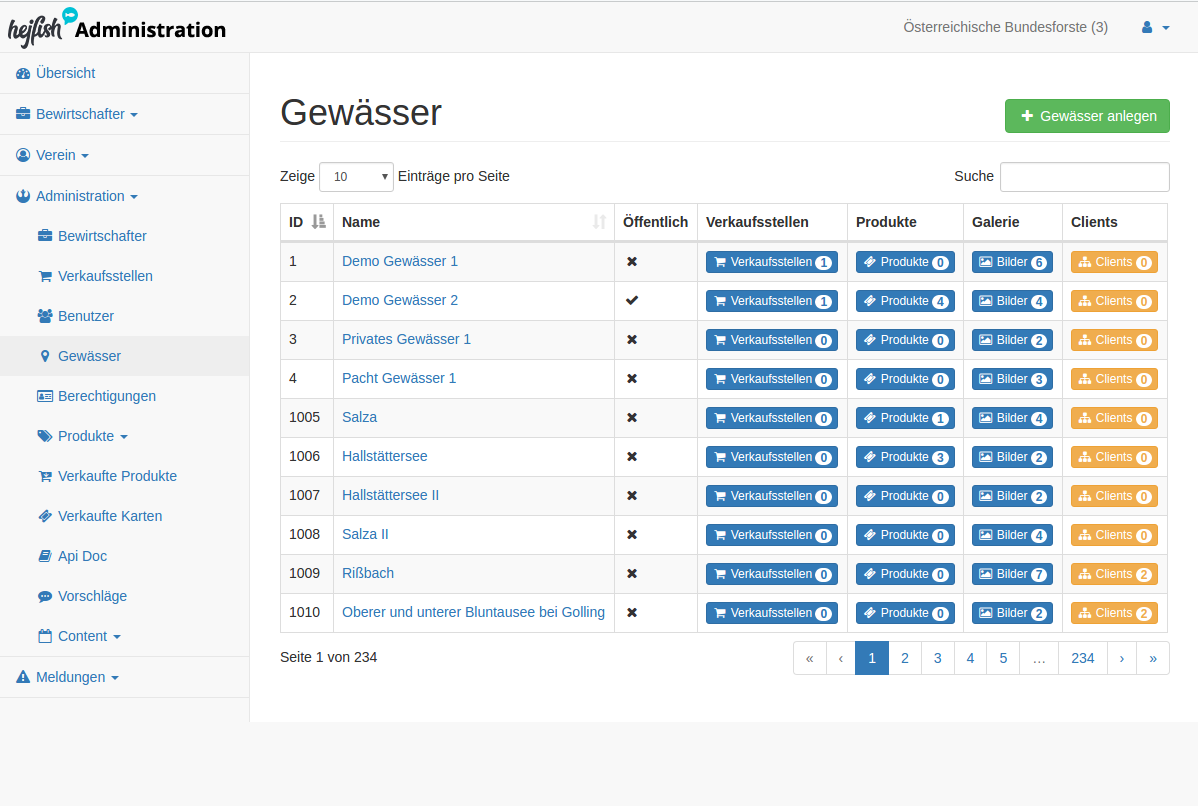 hejfish Administration
Österreichische Bundesforste (3)
Übersicht
Bewirtschafter
Verein
Administration
Bewirtschafter
Verkaufsstellen
Benutzer
Gewässer
Berechtigungen
Produkte
Verkaufte Produkte
Verkaufte Karten
Api Doc
Vorschläge
Content
Meldungen
Gewässer
Gewässer anlegen
Zeige 10 Einträge pro Seite
Suche
ID Name Öffentlich Verkaufsstellen Produkte Galerie Clients
1 Demo Gewässer 1 ✖ Verkaufsstellen 1 Produkte 0 Bilder 6 Clients 0
2 Demo Gewässer 2 ✔ Verkaufsstellen 1 Produkte 4 Bilder 4 Clients 0
3 Privates Gewässer 1 ✖ Verkaufsstellen 0 Produkte 0 Bilder 2 Clients 0
4 Pacht Gewässer 1 ✖ Verkaufsstellen 0 Produkte 0 Bilder 3 Clients 0
1005 Salza ✖ Verkaufsstellen 0 Produkte 1 Bilder 4 Clients 0
1006 Hallstättersee ✖ Verkaufsstellen 0 Produkte 3 Bilder 2 Clients 0
1007 Hallstättersee II ✖ Verkaufsstellen 0 Produkte 0 Bilder 2 Clients 0
1008 Salza II ✖ Verkaufsstellen 0 Produkte 0 Bilder 4 Clients 0
1009 Rißbach ✖ Verkaufsstellen 0 Produkte 0 Bilder 7 Clients 2
1010 Oberer und unterer Bluntausee bei Golling ✖ Verkaufsstellen 0 Produkte 0 Bilder 2 Clients 2
Seite 1 von 234
« ‹ 1 2 3 4 5 … 234 › »